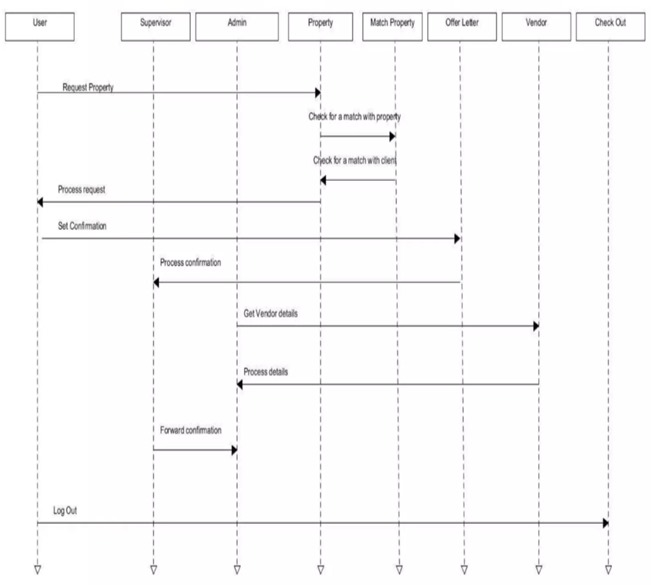 User Supervisor Admin Property Match Property Offer Letter Vendor Check Out
Request Property
Check for a match with property
Check for a match with client
Process request
Set Confirmation
Process confirmation
Get Vendor details
Process details
Forward confirmation
Log Out